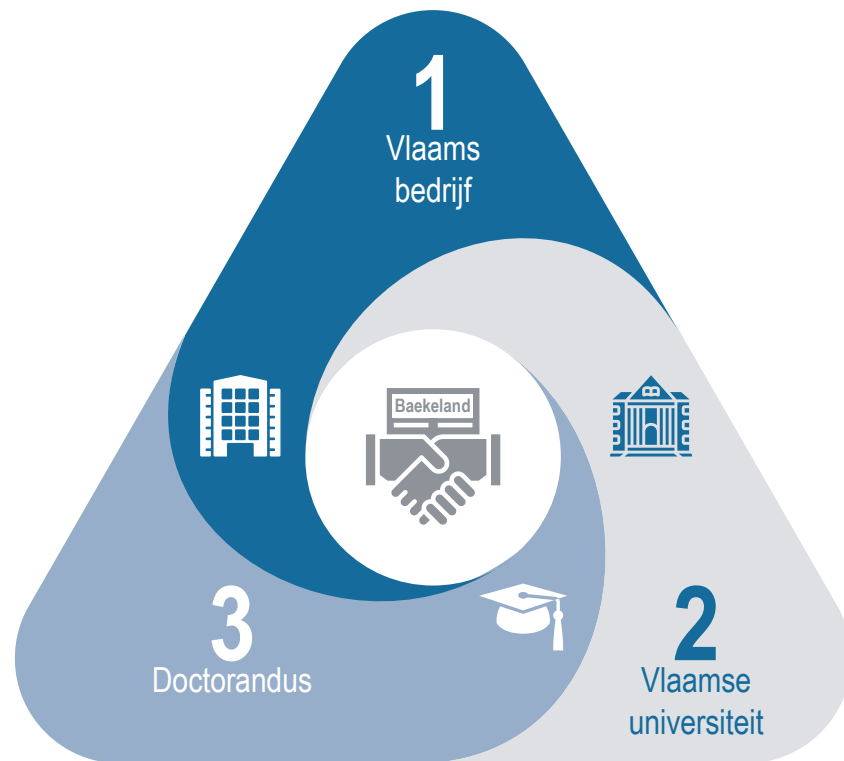 1
Vlaams
bedrijf
Baekeland
3
Doctorandus
2
Vlaamse
universiteit